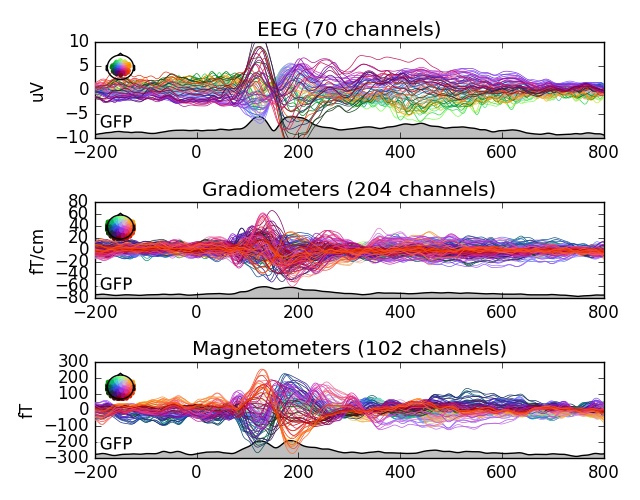 EEG (70 channels)
10
5
0
−5
−10
uV
GFP
−200 0 200 400 600 800
Gradiometers (204 channels)
80
60
40
20
0
−20
−40
−60
−80
fT/cm
GFP
−200 0 200 400 600 800
Magnetometers (102 channels)
300
200
100
0
−100
−200
−300
fT
GFP
−200 0 200 400 600 800